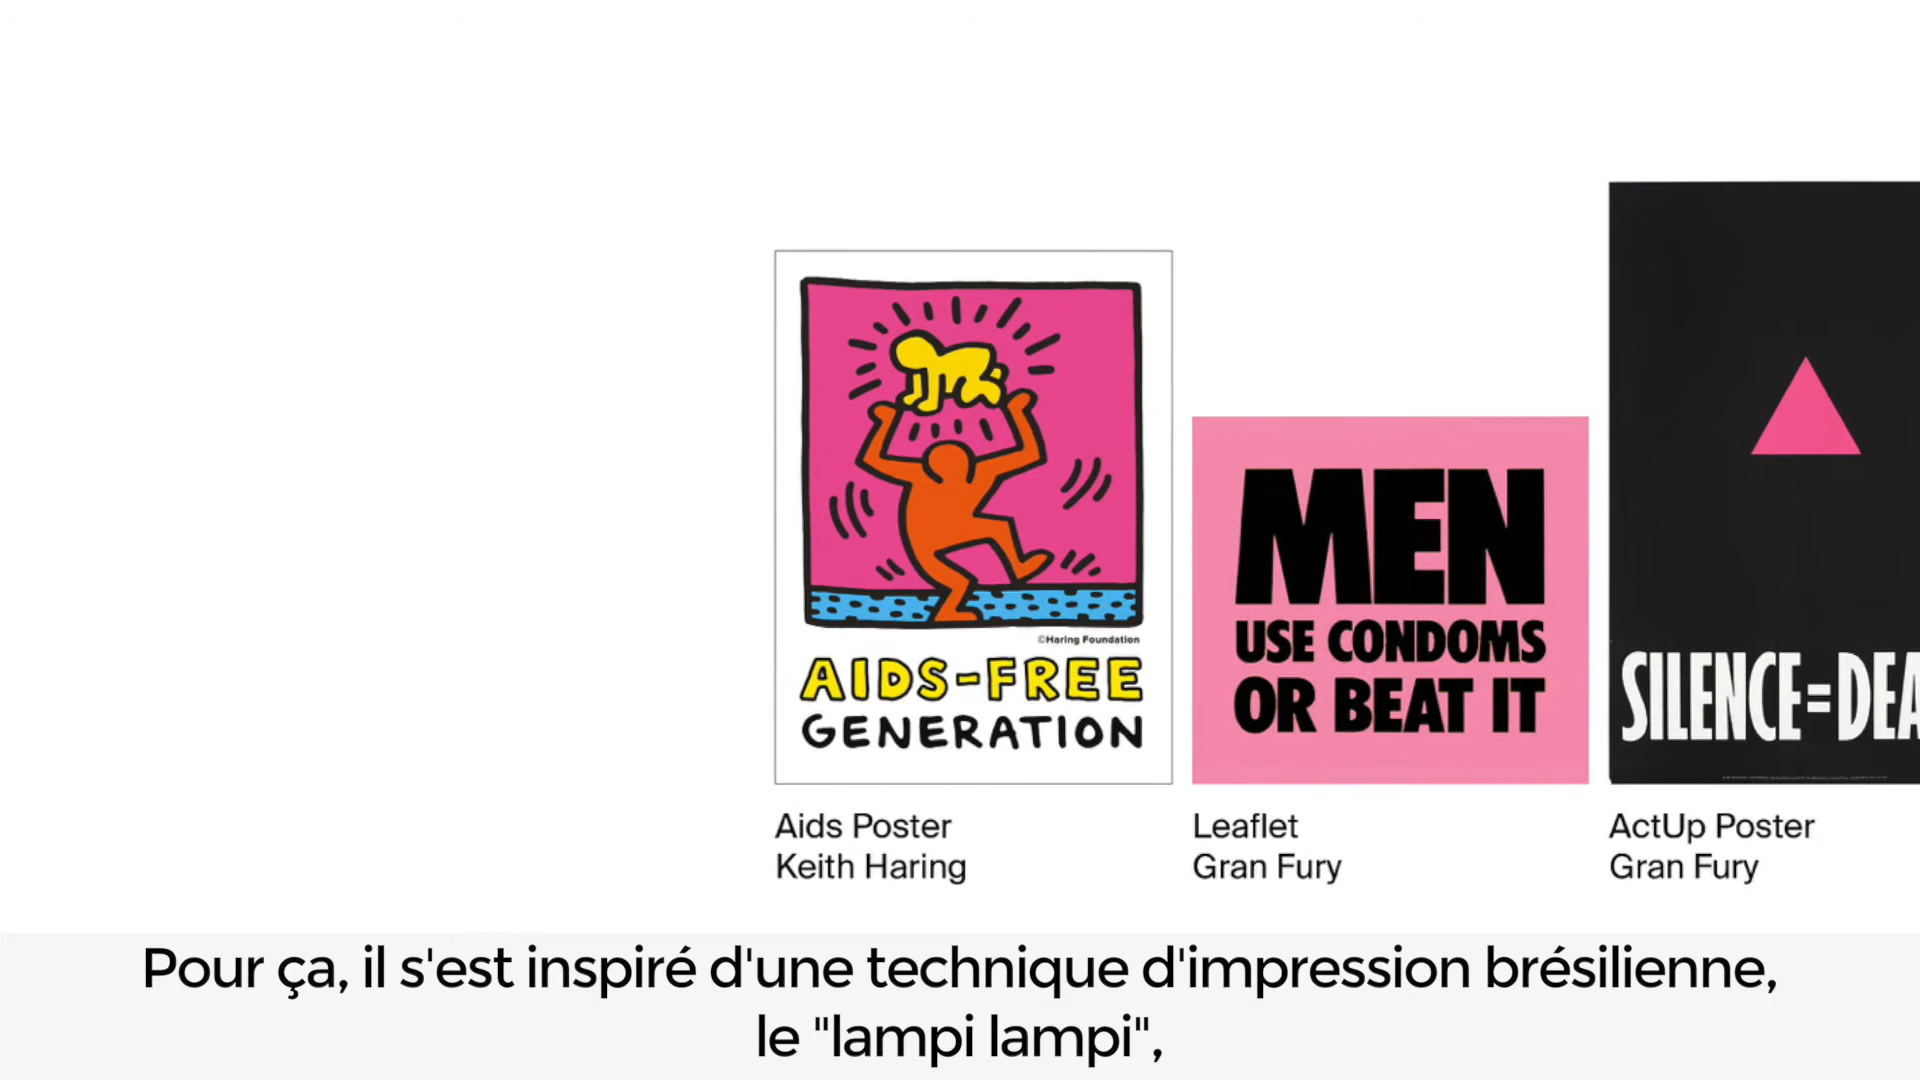 ©Haring Foundation
AIDS-FREE
GENERATION
Aids Poster
Keith Haring
MEN
USE CONDOMS
OR BEAT IT
Leaflet
Gran Fury
SILENCE=DEA
ActUp Poster
Gran Fury
Pour ça, il s'est inspiré d'une technique d'impression brésilienne,
le "lampi lampi",